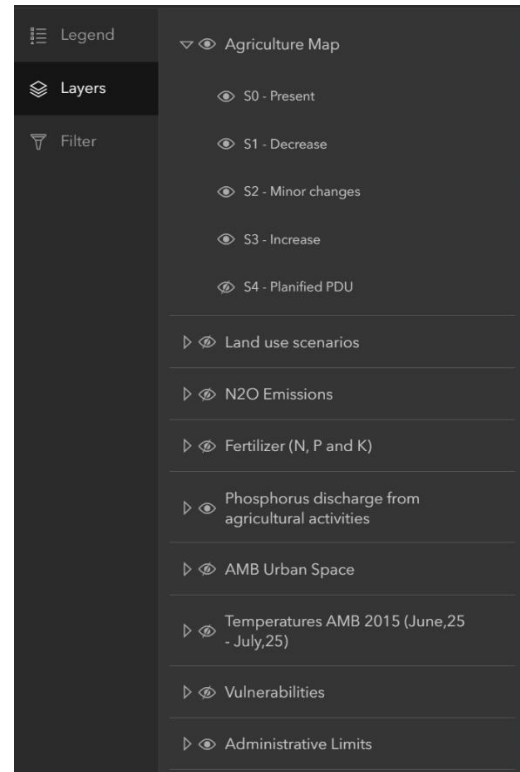 Legend
Layers
Filter
Agriculture Map
S0 - Present
S1 - Decrease
S2 - Minor changes
S3 - Increase
S4 - Planified PDU
Land use scenarios
N2O Emissions
Fertilizer (N, P and K)
Phosphorus discharge from
agricultural activities
AMB Urban Space
Temperatures AMB 2015 (June,25
- July,25)
Vulnerabilities
Administrative Limits